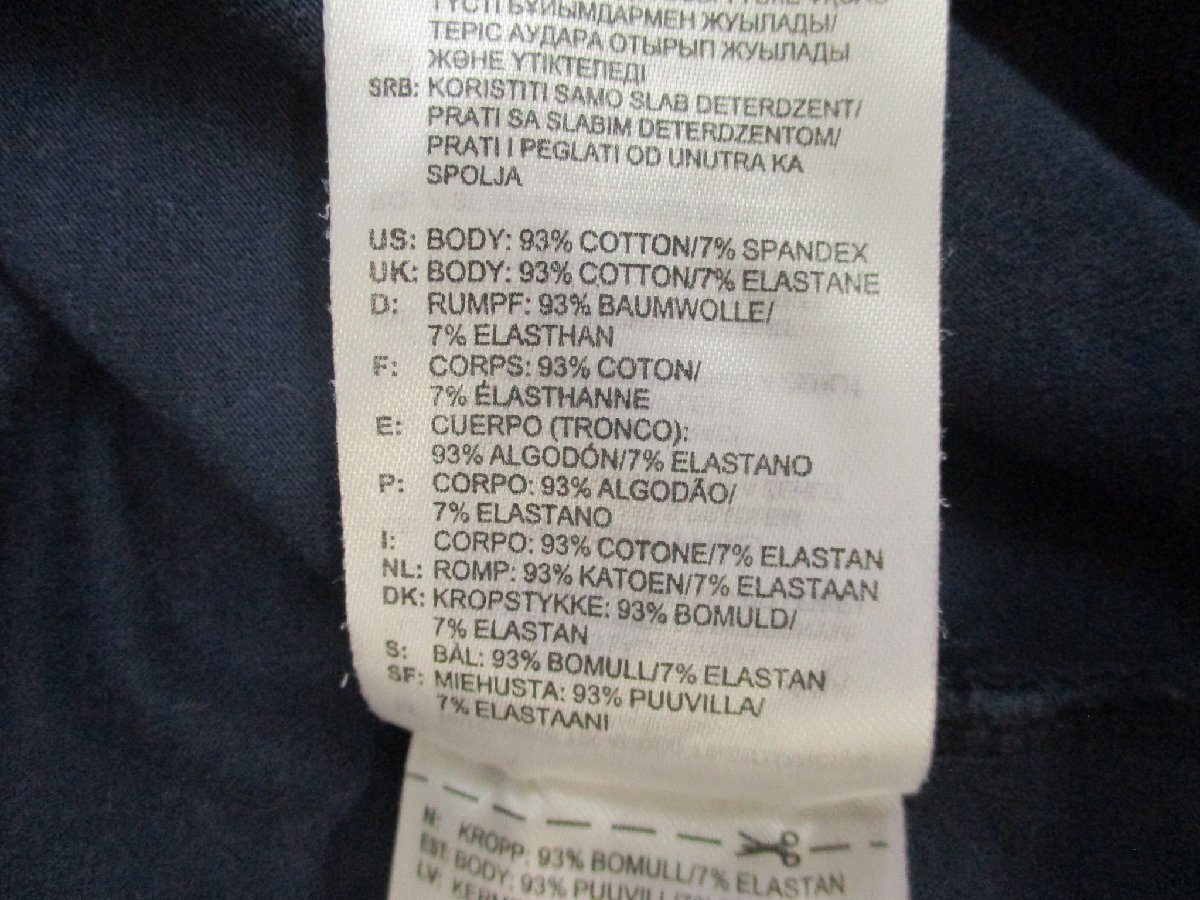 ТҮСТІ БҰЙЫМДАРМЕН ЖУЫЛАДЫ/
ТЕРІС АУДАРА ОТЫРЫП ЖУЫЛАДЫ
ЖӘНЕ ҮТІКТЕЛЕДІ
SRB: KORISTITI SAMO SLAB DETERDZENT/
PRATI SA SLABIM DETERDZENTOM/
PRATI I PEGLATI OD UNUTRA KA
SPOLJA
US: BODY: 93% COTTON/7% SPANDEX
UK: BODY: 93% COTTON/7% ELASTANE
D: RUMPF: 93% BAUMWOLLE/
7% ELASTHAN
F: CORPS: 93% COTON/
7% ÉLASTHANNE
E: CUERPO (TRONCO):
93% ALGODÓN/7% ELASTANO
P: CORPO: 93% ALGODÃO/
7% ELASTANO
I: CORPO: 93% COTONE/7% ELASTAN
NL: ROMP: 93% KATOEN/7% ELASTAAN
DK: KROPSTYKKE: 93% BOMULD/
7% ELASTAN
S: BÅL: 93% BOMULL/7% ELASTAN
SF: MIEHUSTA: 93% PUUVILLA/
7% ELASTAANI
N: KROPP: 93% BOMULL/7% ELASTAN
EST: BODY: 93% PUUVILL/7%
LV: